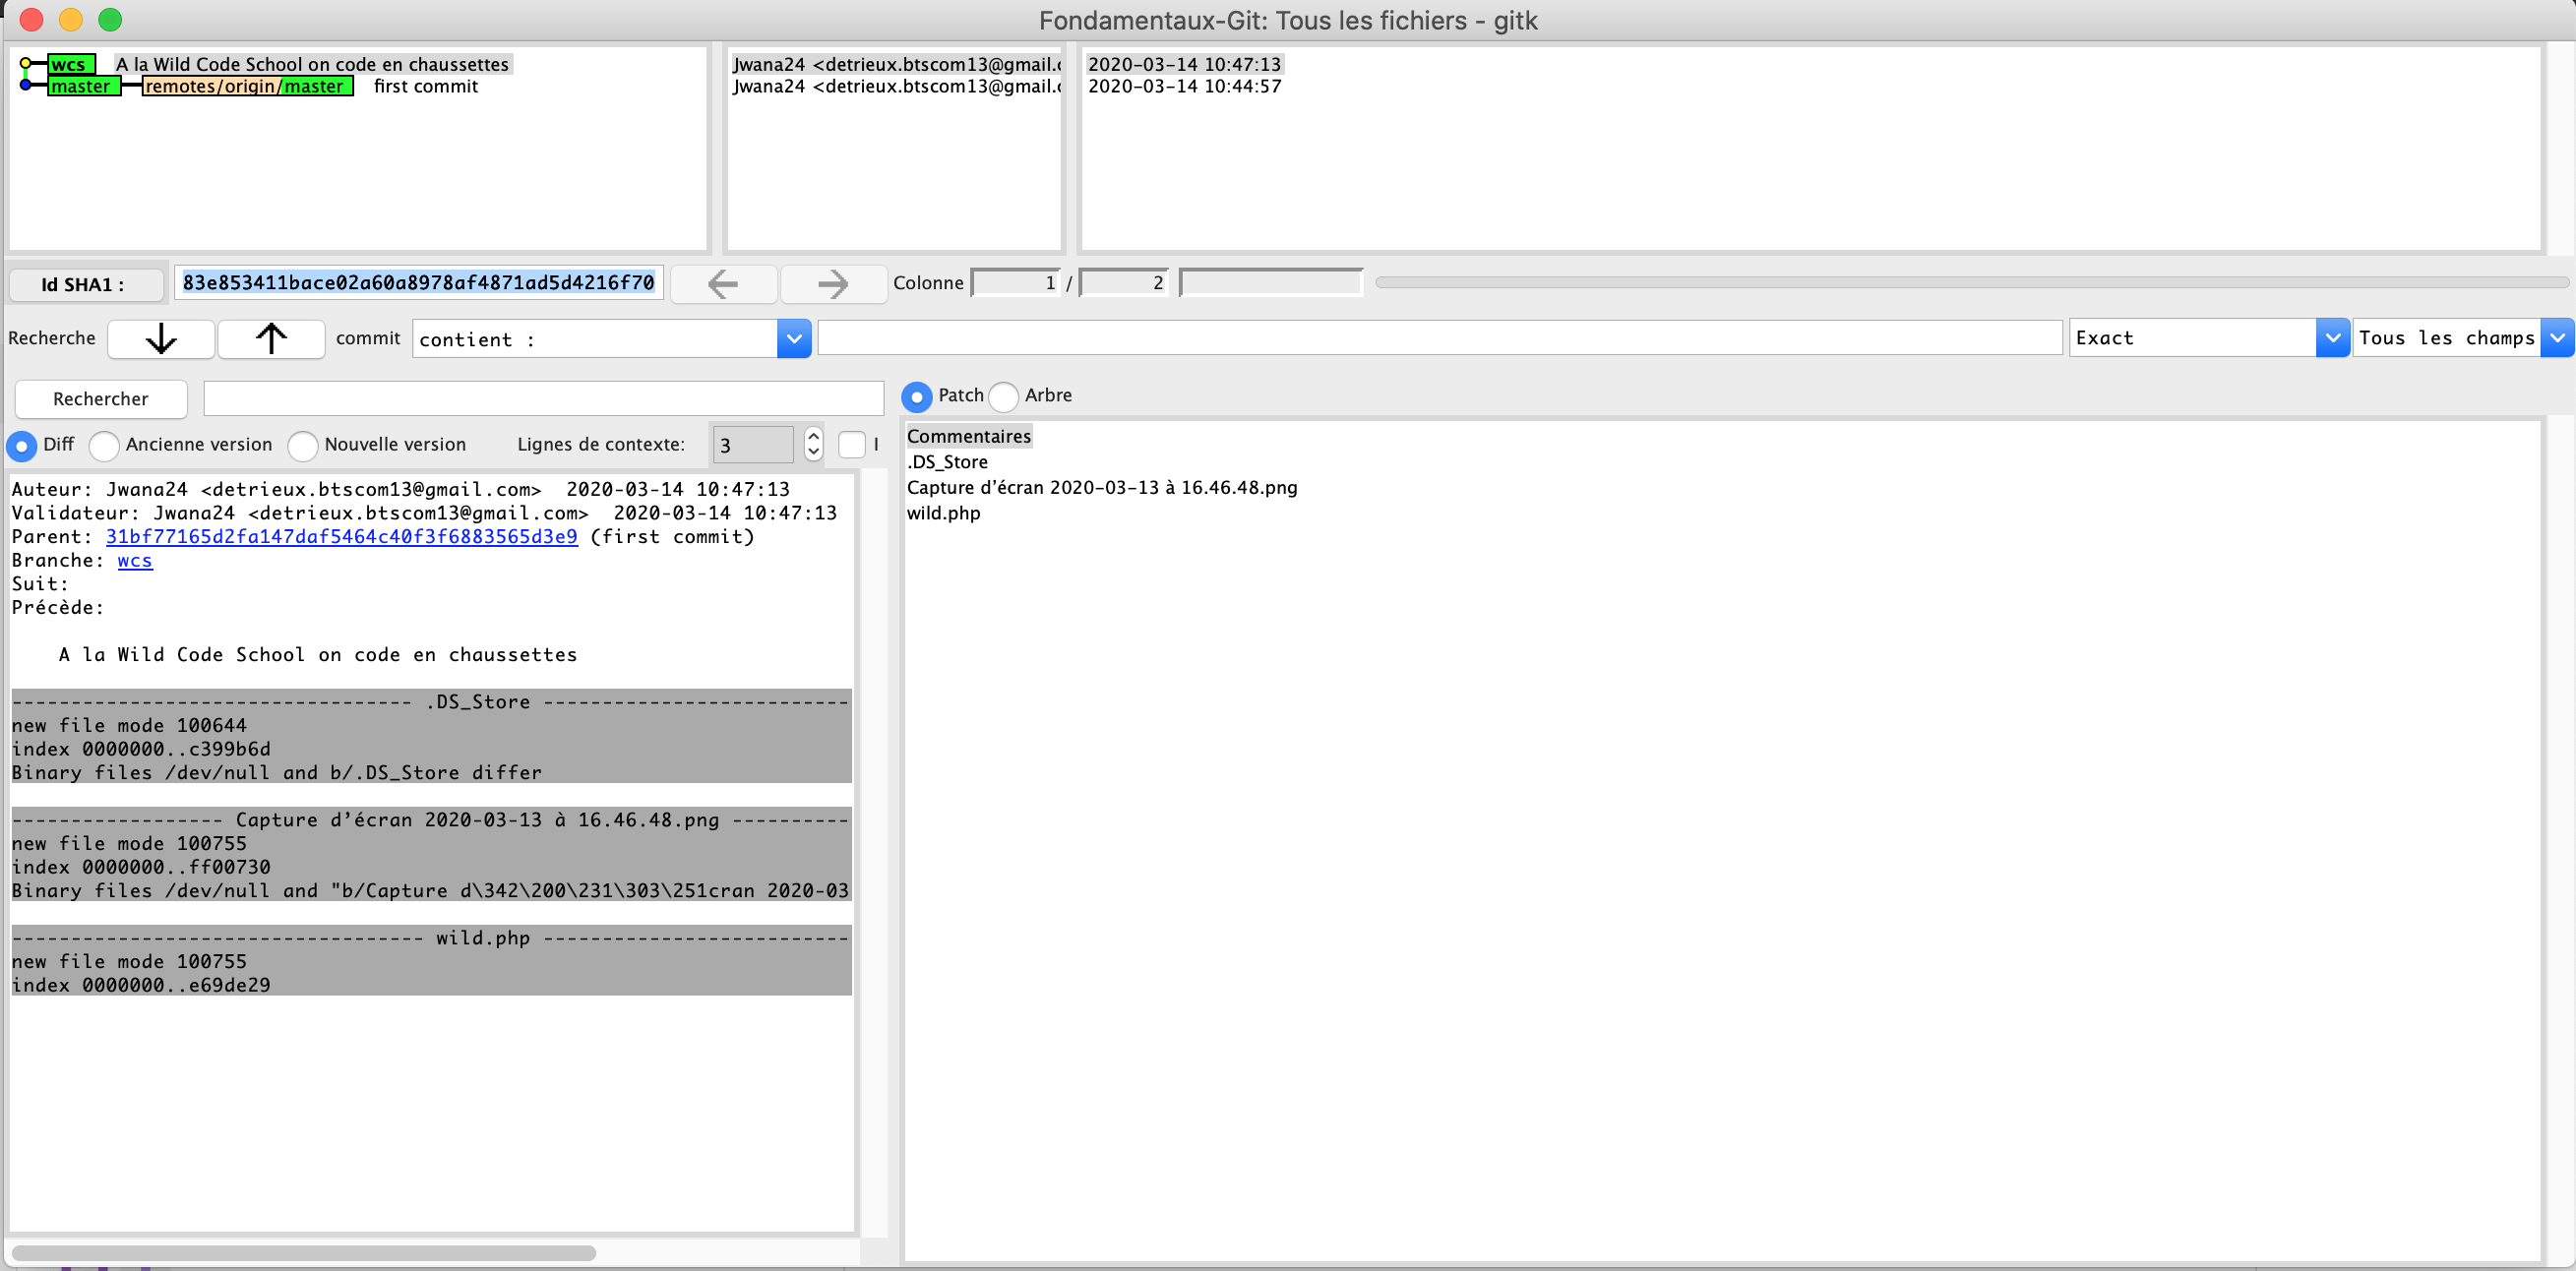 Fondamentaux-Git: Tous les fichiers - gitk
wcs A la Wild Code School on code en chaussettes
Jwana24 <detrieux.btscom13@gmail.c
2020-03-14 10:47:13
master remotes/origin/master first commit
Jwana24 <detrieux.btscom13@gmail.c
2020-03-14 10:44:57
Id SHA1 : 83e853411bace02a60a8978af4871ad5d4216f70 Colonne 1 / 2
Recherche commit contient : Exact Tous les champs
Rechercher
Patch Arbre
Diff Ancienne version Nouvelle version Lignes de contexte: 3 I
Auteur: Jwana24 <detrieux.btscom13@gmail.com> 2020-03-14 10:47:13
Validateur: Jwana24 <detrieux.btscom13@gmail.com> 2020-03-14 10:47:13
Parent: 31bf77165d2fa147daf5464c40f3f6883565d3e9 (first commit)
Branche: wcs
Suit:
Précède:
A la Wild Code School on code en chaussettes
---------------------------------- .DS_Store --------------------------
new file mode 100644
index 0000000..c399b6d
Binary files /dev/null and b/.DS_Store differ
------------------ Capture d’écran 2020-03-13 à 16.46.48.png ----------
new file mode 100755
index 0000000..ff00730
Binary files /dev/null and "b/Capture d\342\200\231\303\251cran 2020-03
----------------------------------- wild.php --------------------------
new file mode 100755
index 0000000..e69de29
Commentaires
.DS_Store
Capture d’écran 2020-03-13 à 16.46.48.png
wild.php